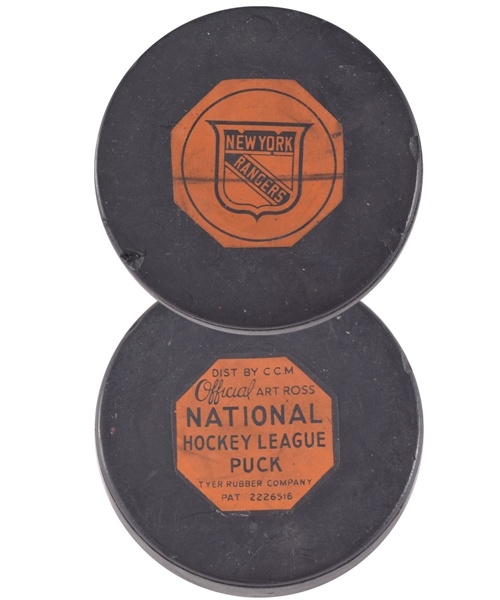 NEW YORK
RANGERS
DIST BY C C.M
Official ART ROSS
NATIONAL
HOCKEY LEAGUE
PUCK
TYER RUBBER COMPANY
PAT 2226516